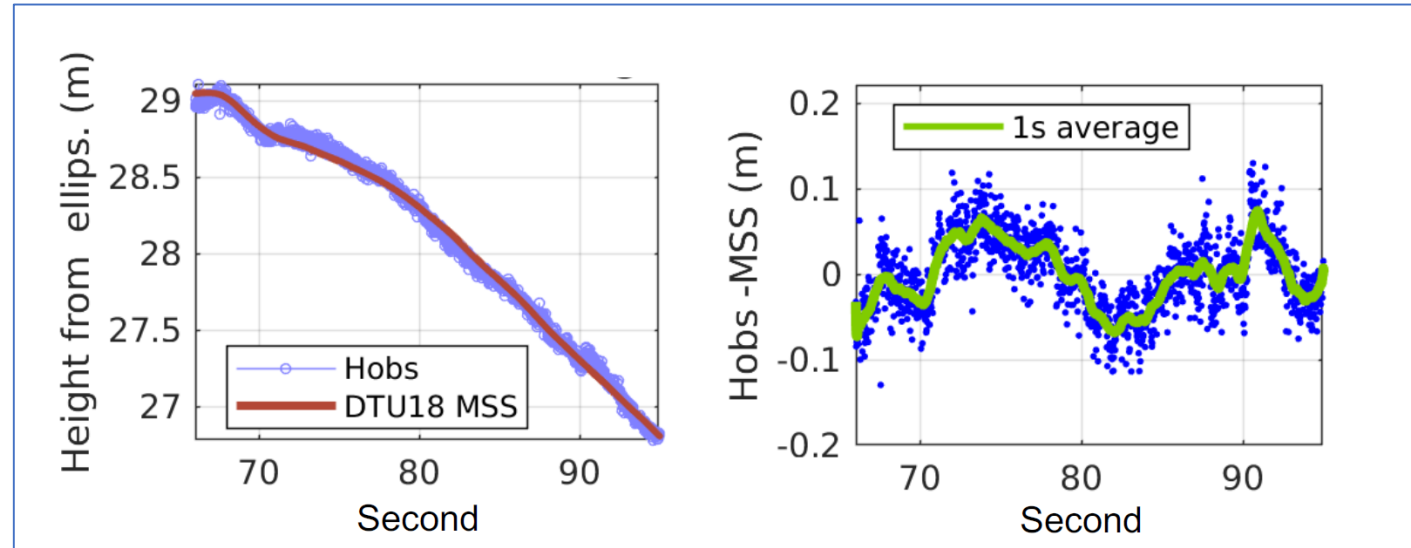 Height from ellips. (m)
29
28.5
28
27.5
27
Hobs
DTU18 MSS
70 80 90
Second
Hobs -MSS (m)
0.2
0.1
0
-0.1
-0.2
1s average
70 80 90
Second